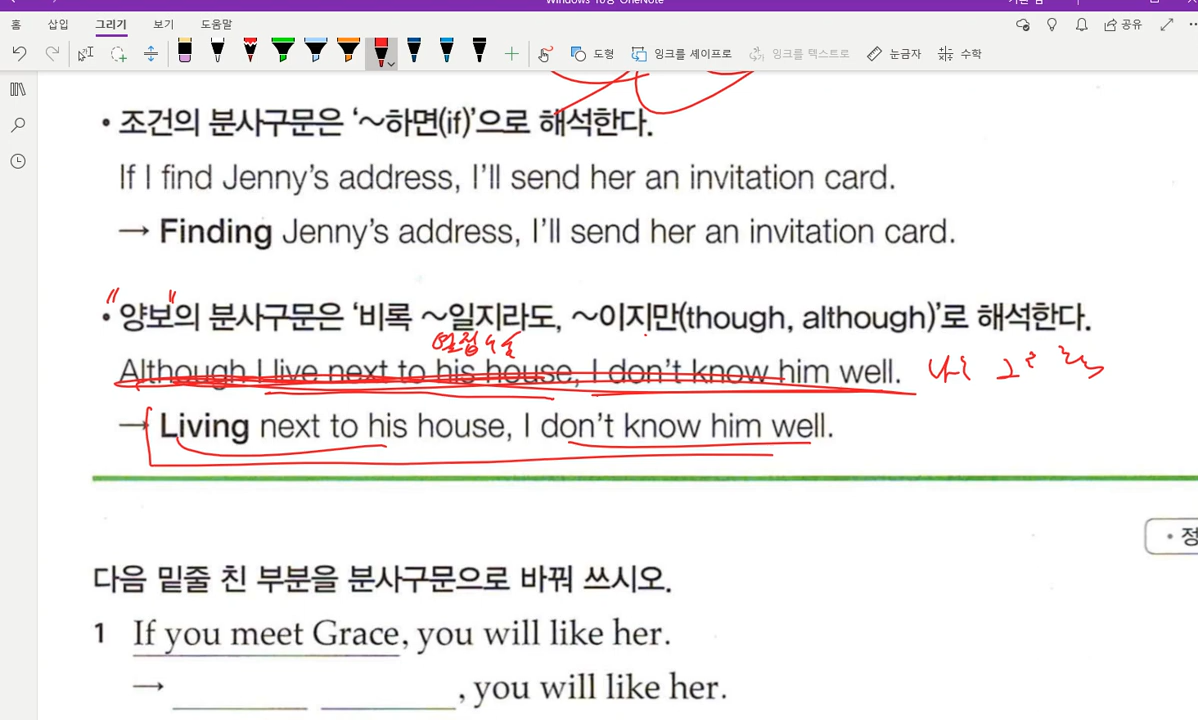 Windows 10용 OneNote
홈 삽입 그리기 보기 도움말
공유
도형 잉크를 셰이프로 잉크를 텍스트로 눈금자 수학
• 조건의 분사구문은 ‘～하면(if)’으로 해석한다.
If I find Jenny’s address, I’ll send her an invitation card.
→ Finding Jenny’s address, I’ll send her an invitation card.
• "양보"의 분사구문은 ‘비록 ～일지라도, ～이지만(though, although)’로 해석한다.
Although I live next to his house, I don’t know him well.
→ Living next to his house, I don’t know him well.
• 정
다음 밑줄 친 부분을 분사구문으로 바꿔 쓰시오.
1 If you meet Grace, you will like her.
→ ________ ________, you will like her.